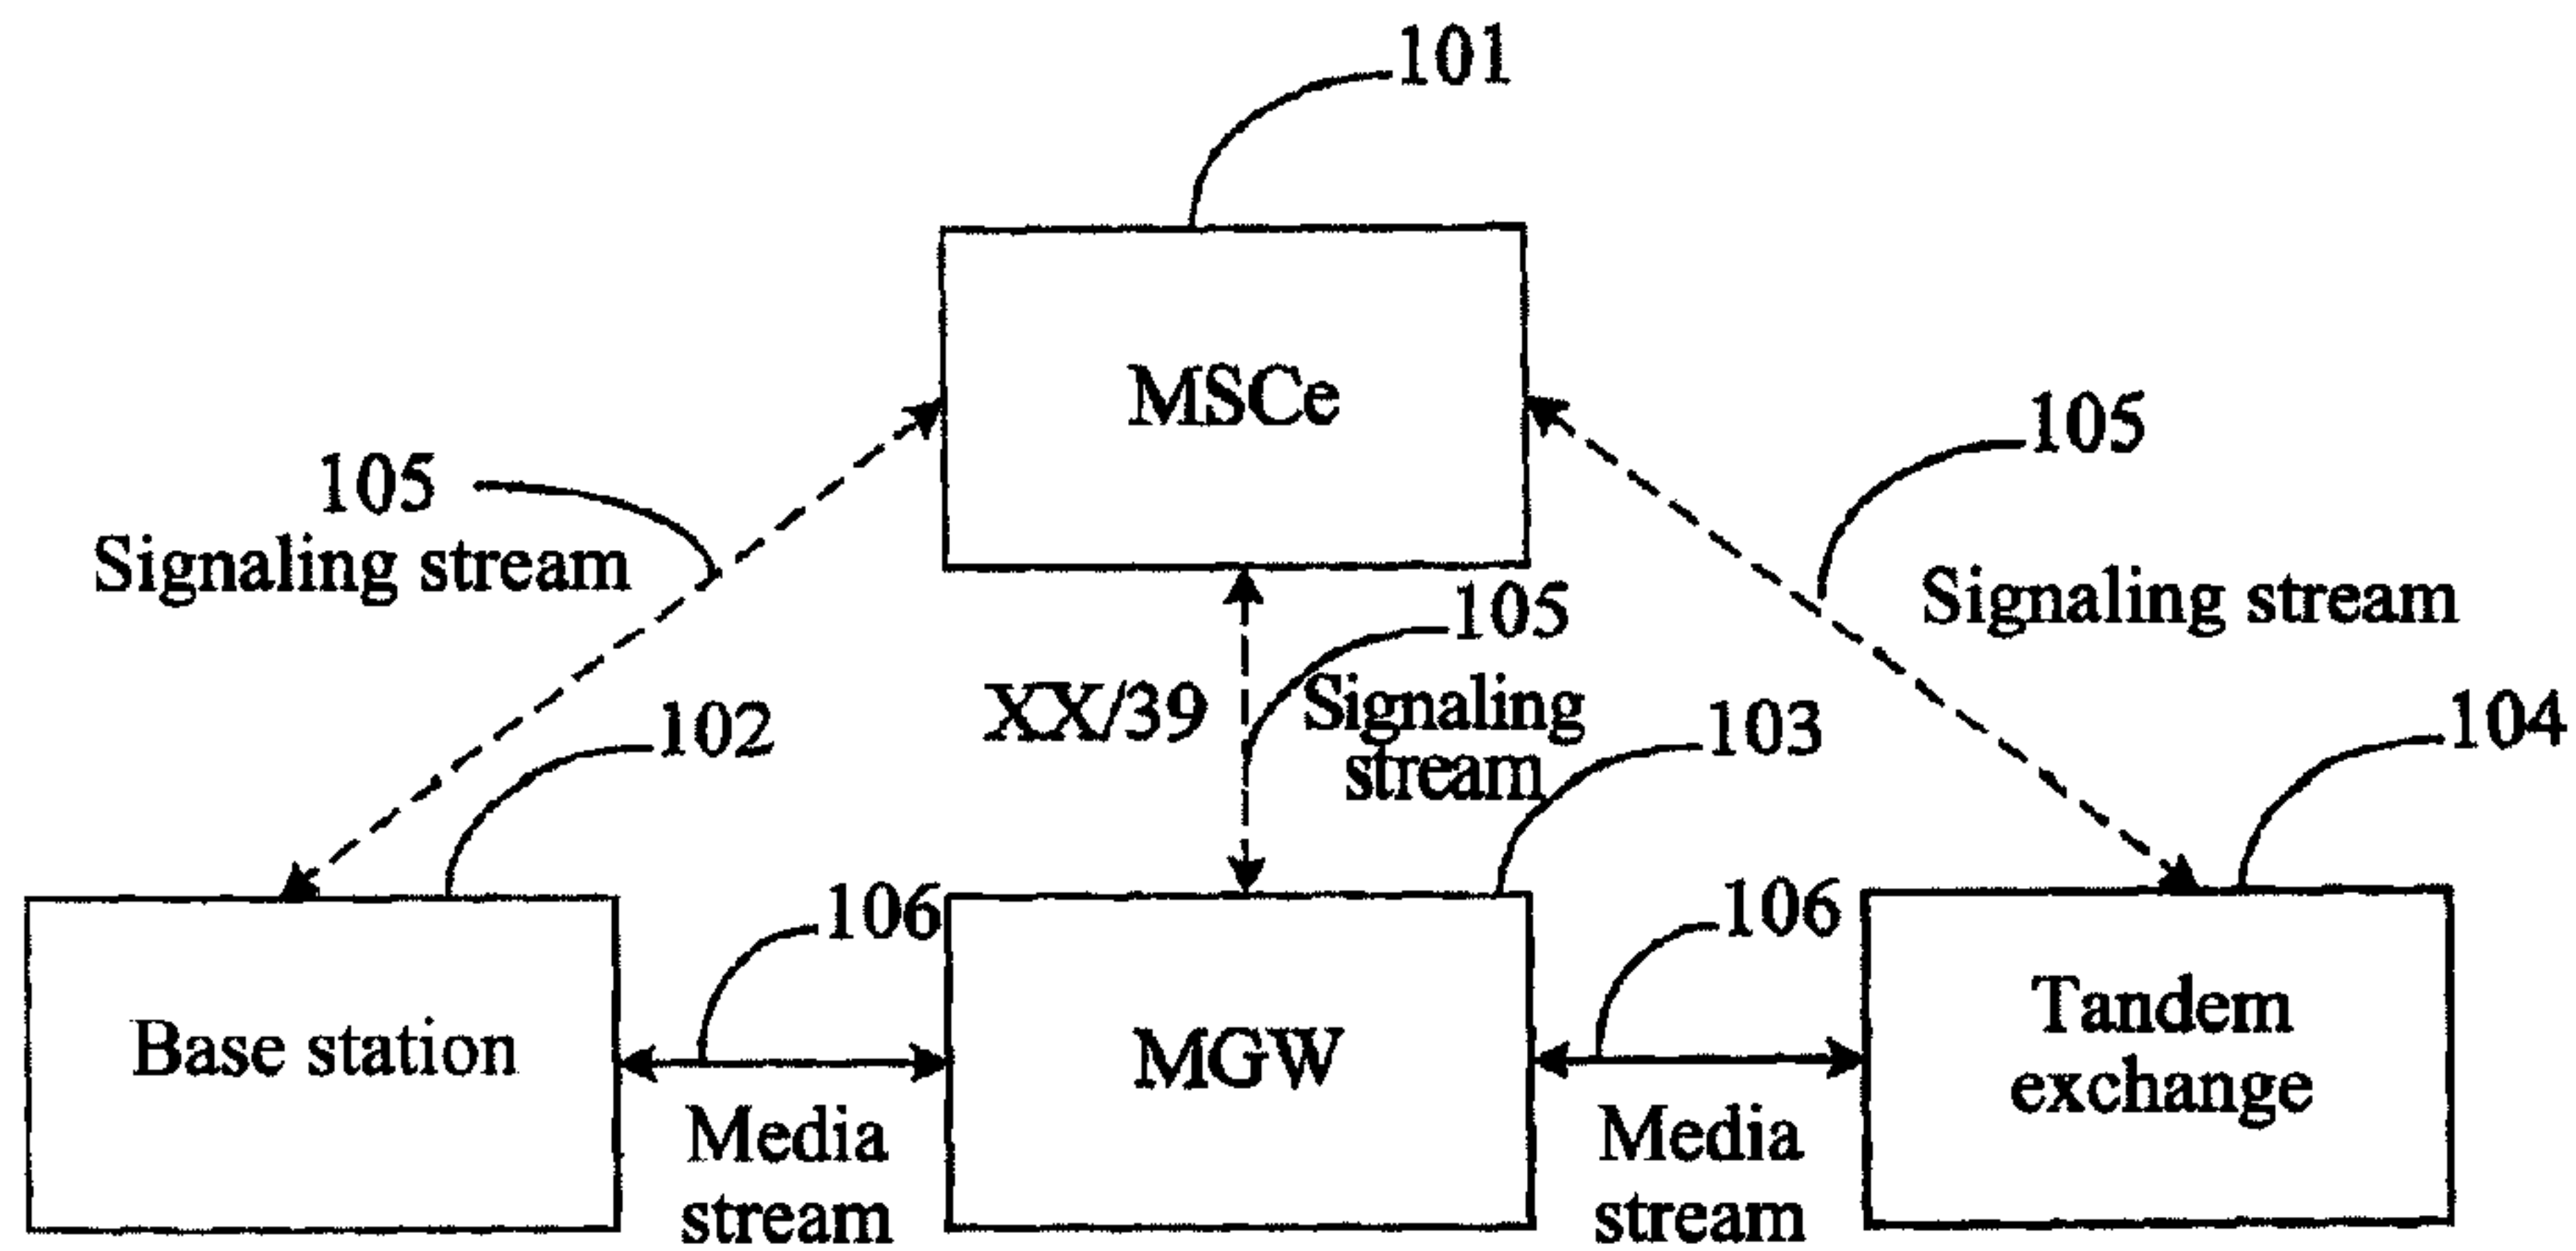 101
MSCe
105
Signaling stream
105
Signaling stream
105
XX/39
Signaling
stream
102
103
104
106
106
Base station
MGW
Tandem
exchange
Media
stream
Media
stream